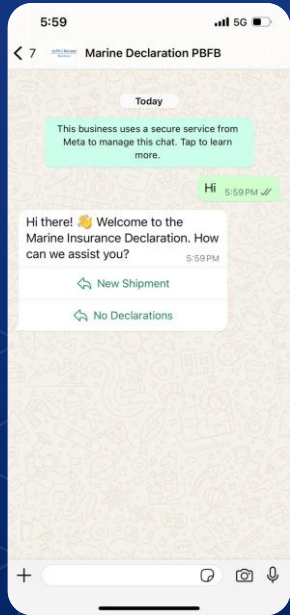 5:59
5G
7
Marine Declaration PBFB
Today
This business uses a secure service from
Meta to manage this chat. Tap to learn
more.
Hi 5:59 PM
Hi there! 👋 Welcome to the
Marine Insurance Declaration. How
can we assist you?
5:59 PM
New Shipment
No Declarations